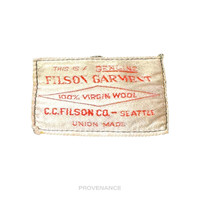 THIS IS A GENUINE
FILSON GARMENT
100% VIRGIN WOOL
C.C. FILSON CO. – SEATTLE
UNION MADE
PROVENANCE